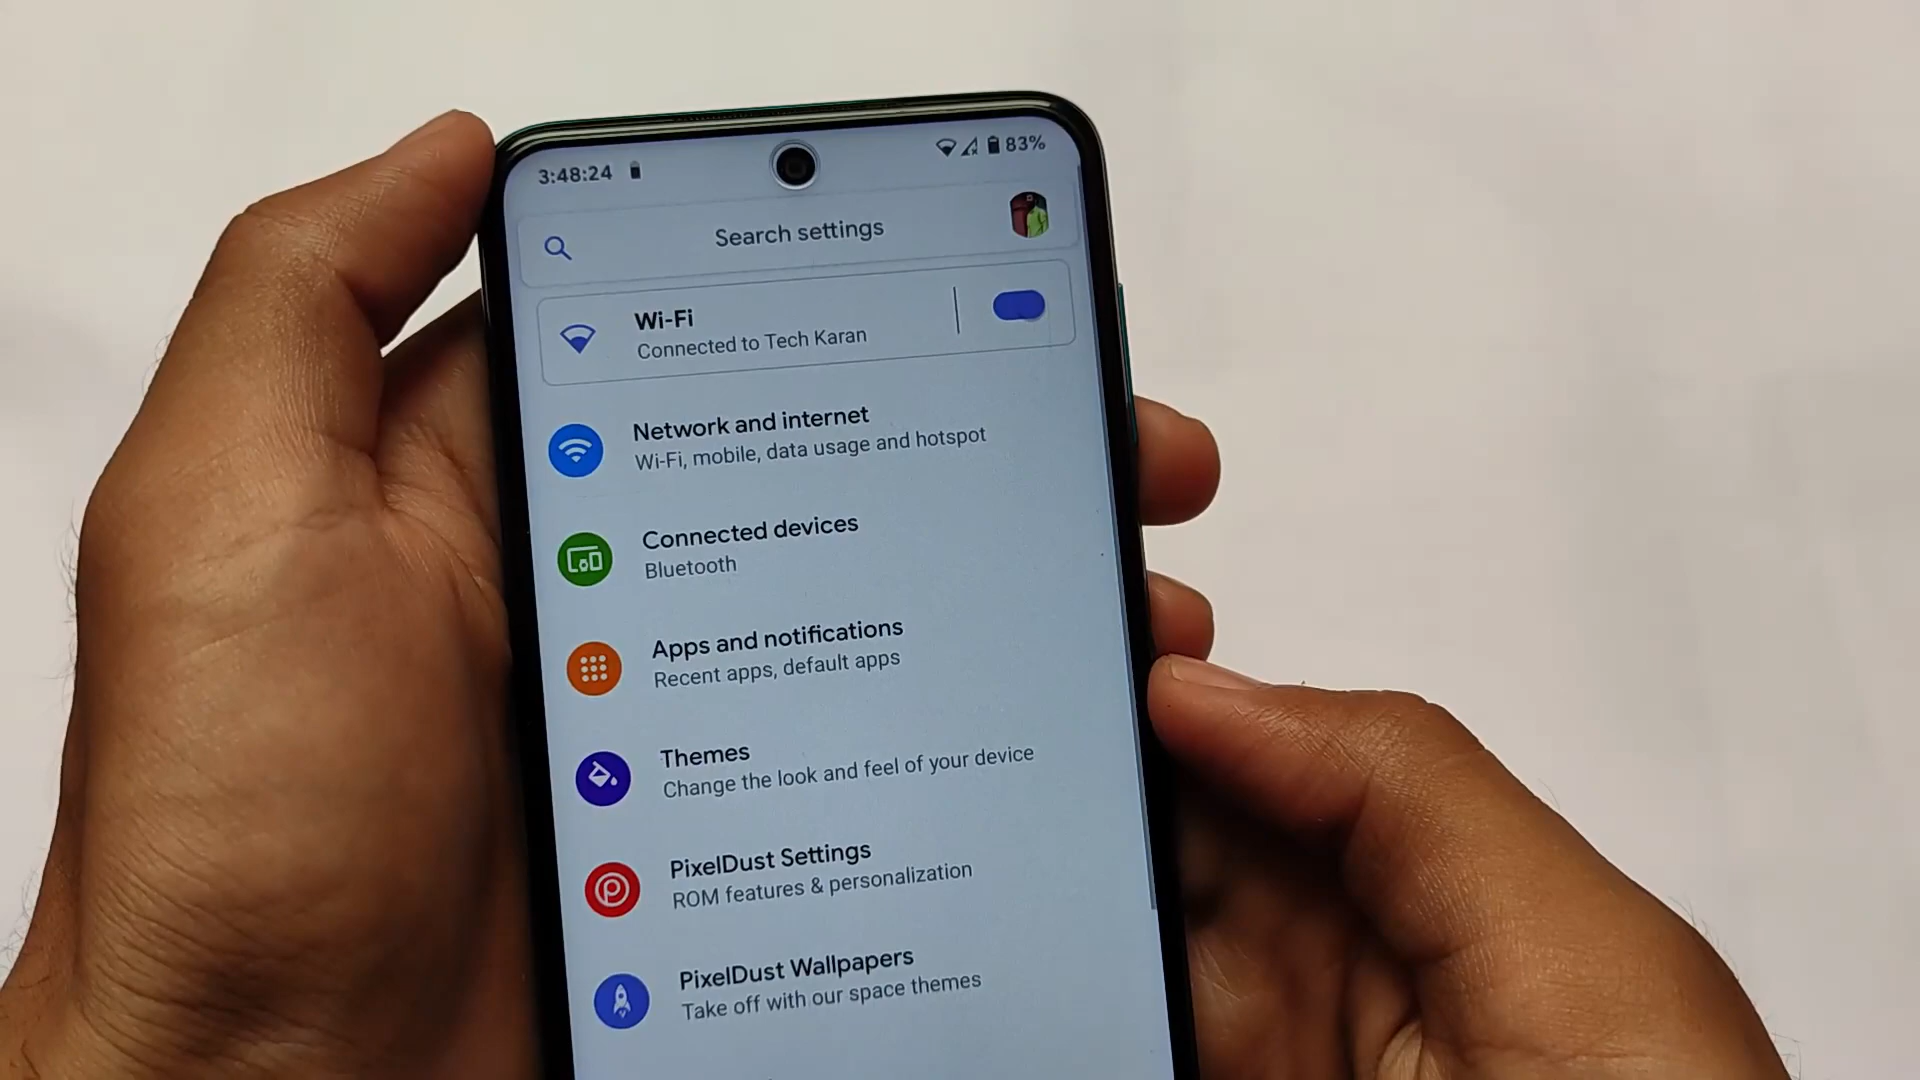 3:48:24
83%
Search settings
Wi-Fi
Connected to Tech Karan
Network and internet
Wi-Fi, mobile, data usage and hotspot
Connected devices
Bluetooth
Apps and notifications
Recent apps, default apps
Themes
Change the look and feel of your device
PixelDust Settings
ROM features & personalization
PixelDust Wallpapers
Take off with our space themes